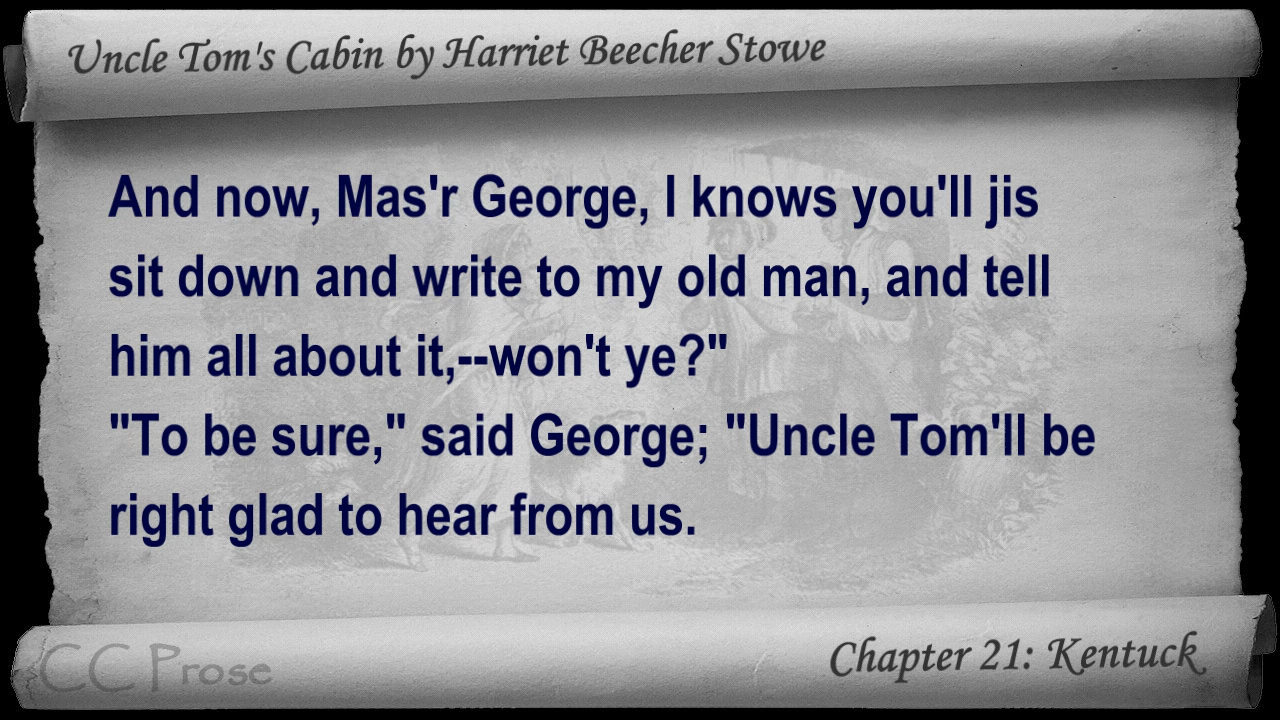 Uncle Tom's Cabin by Harriet Beecher Stowe
And now, Mas'r George, I knows you'll jis
sit down and write to my old man, and tell
him all about it,--won't ye?"
"To be sure," said George; "Uncle Tom'll be
right glad to hear from us.
CC Prose
Chapter 21: Kentuck